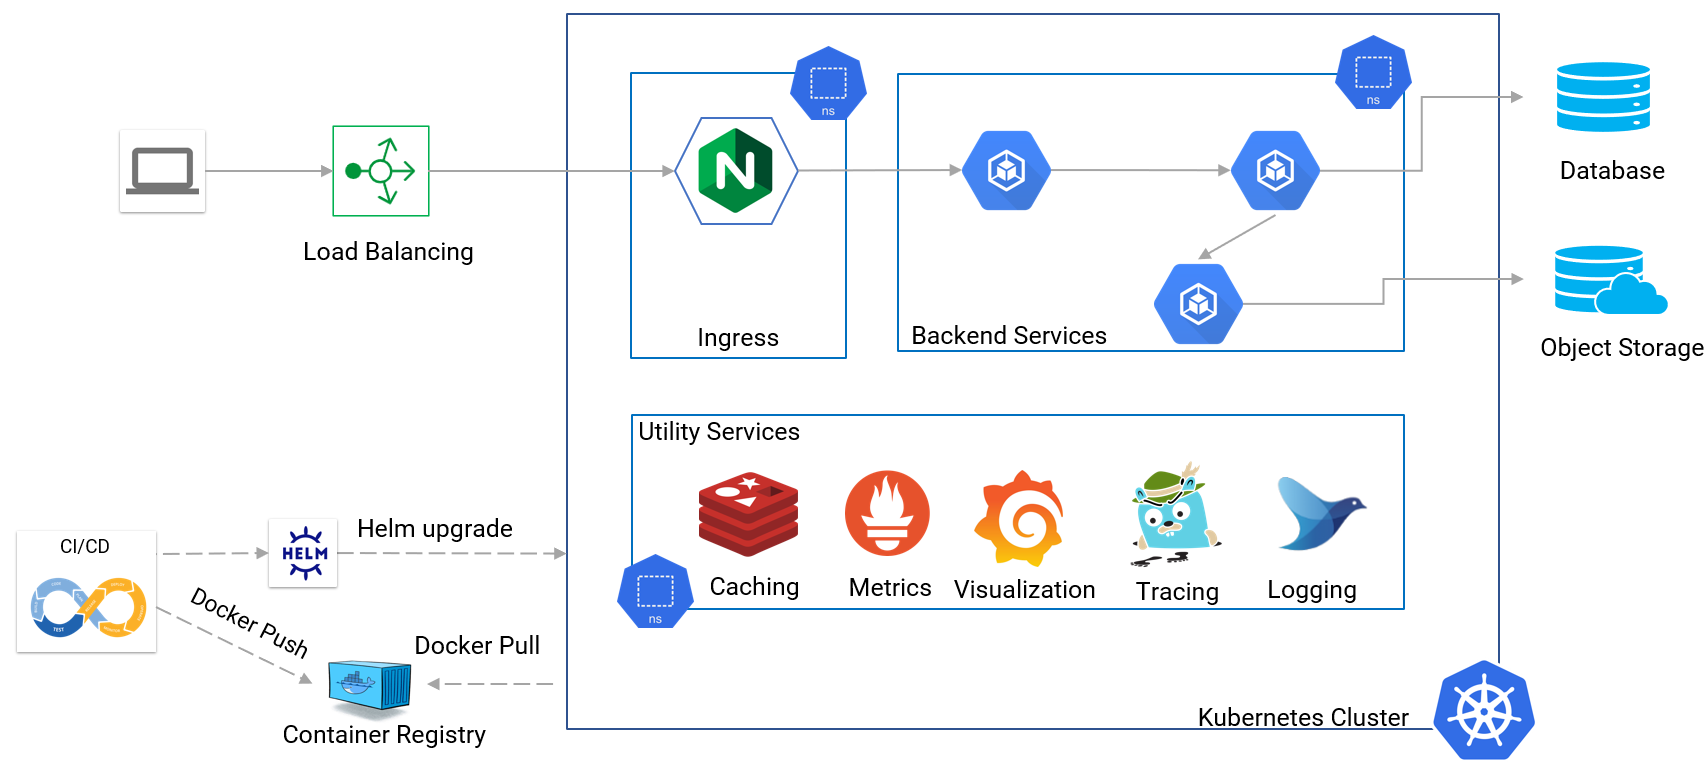 ns
ns
N
Database
Load Balancing
Ingress
Backend Services
Object Storage
Utility Services
CI/CD
HELM
Helm upgrade
TEST
Docker Push
Docker Pull
Caching
Metrics
Visualization
Tracing
Logging
ns
Container Registry
Kubernetes Cluster